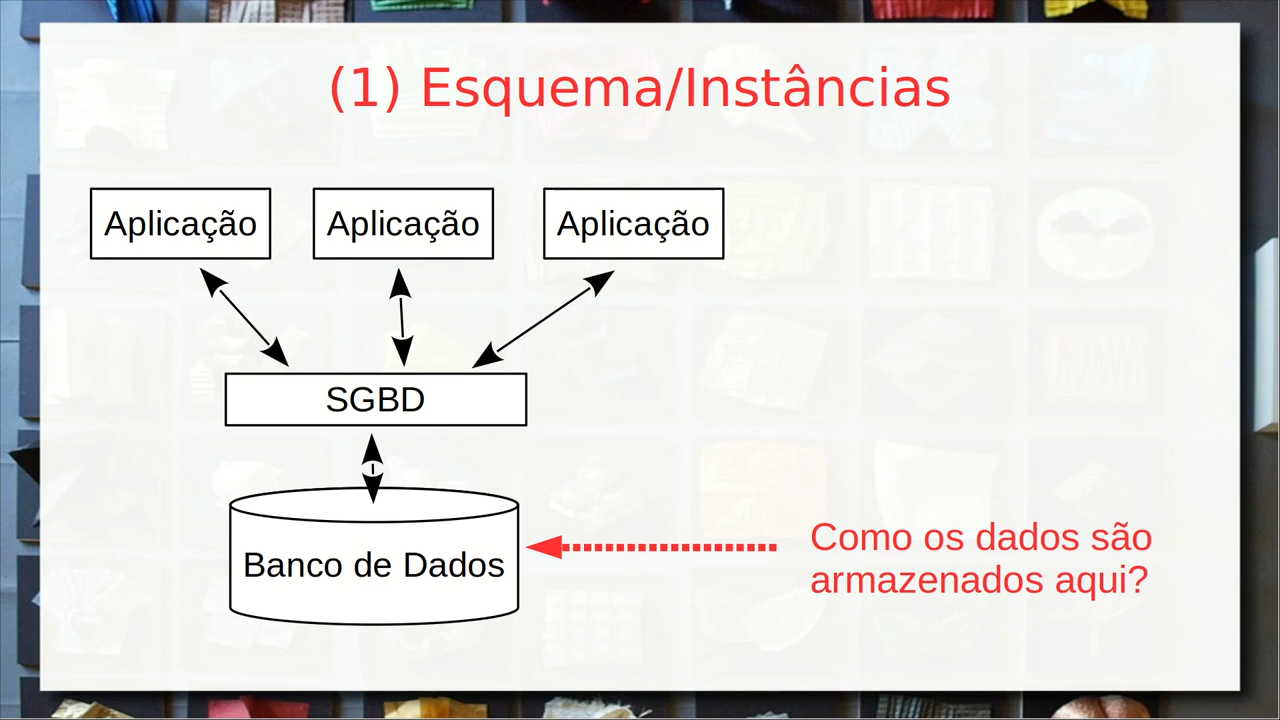 (1) Esquema/Instâncias
Aplicação
Aplicação
Aplicação
SGBD
Banco de Dados
Como os dados são
armazenados aqui?